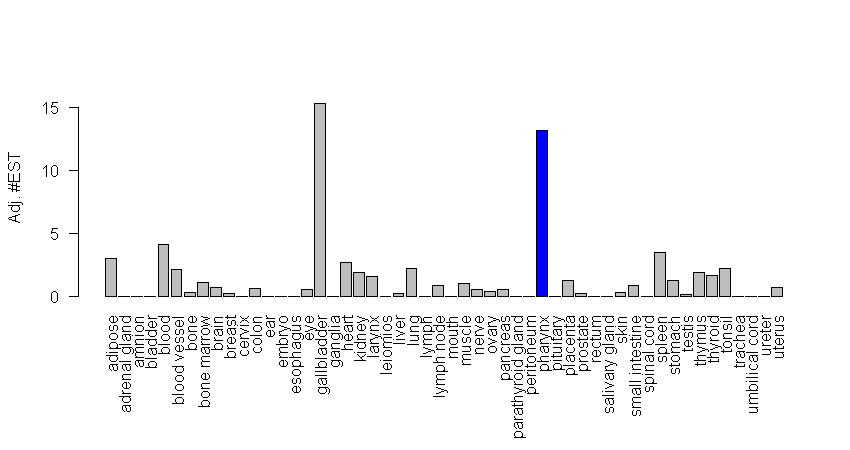 Adj. #EST
15
10
5
0
adipose
adrenal gland
amnion
bladder
blood
blood vessel
bone
bone marrow
brain
breast
cervix
colon
ear
embryo
esophagus
eye
gallbladder
ganglia
heart
kidney
larynx
leiomios
liver
lung
lymph
lymph node
mouth
muscle
nerve
ovary
pancreas
parathyroid gland
peritoneum
pharynx
pituitary
placenta
prostate
rectum
salivary gland
skin
small intestine
spinal cord
spleen
stomach
testis
thymus
thyroid
tonsil
trachea
umbilical cord
ureter
uterus